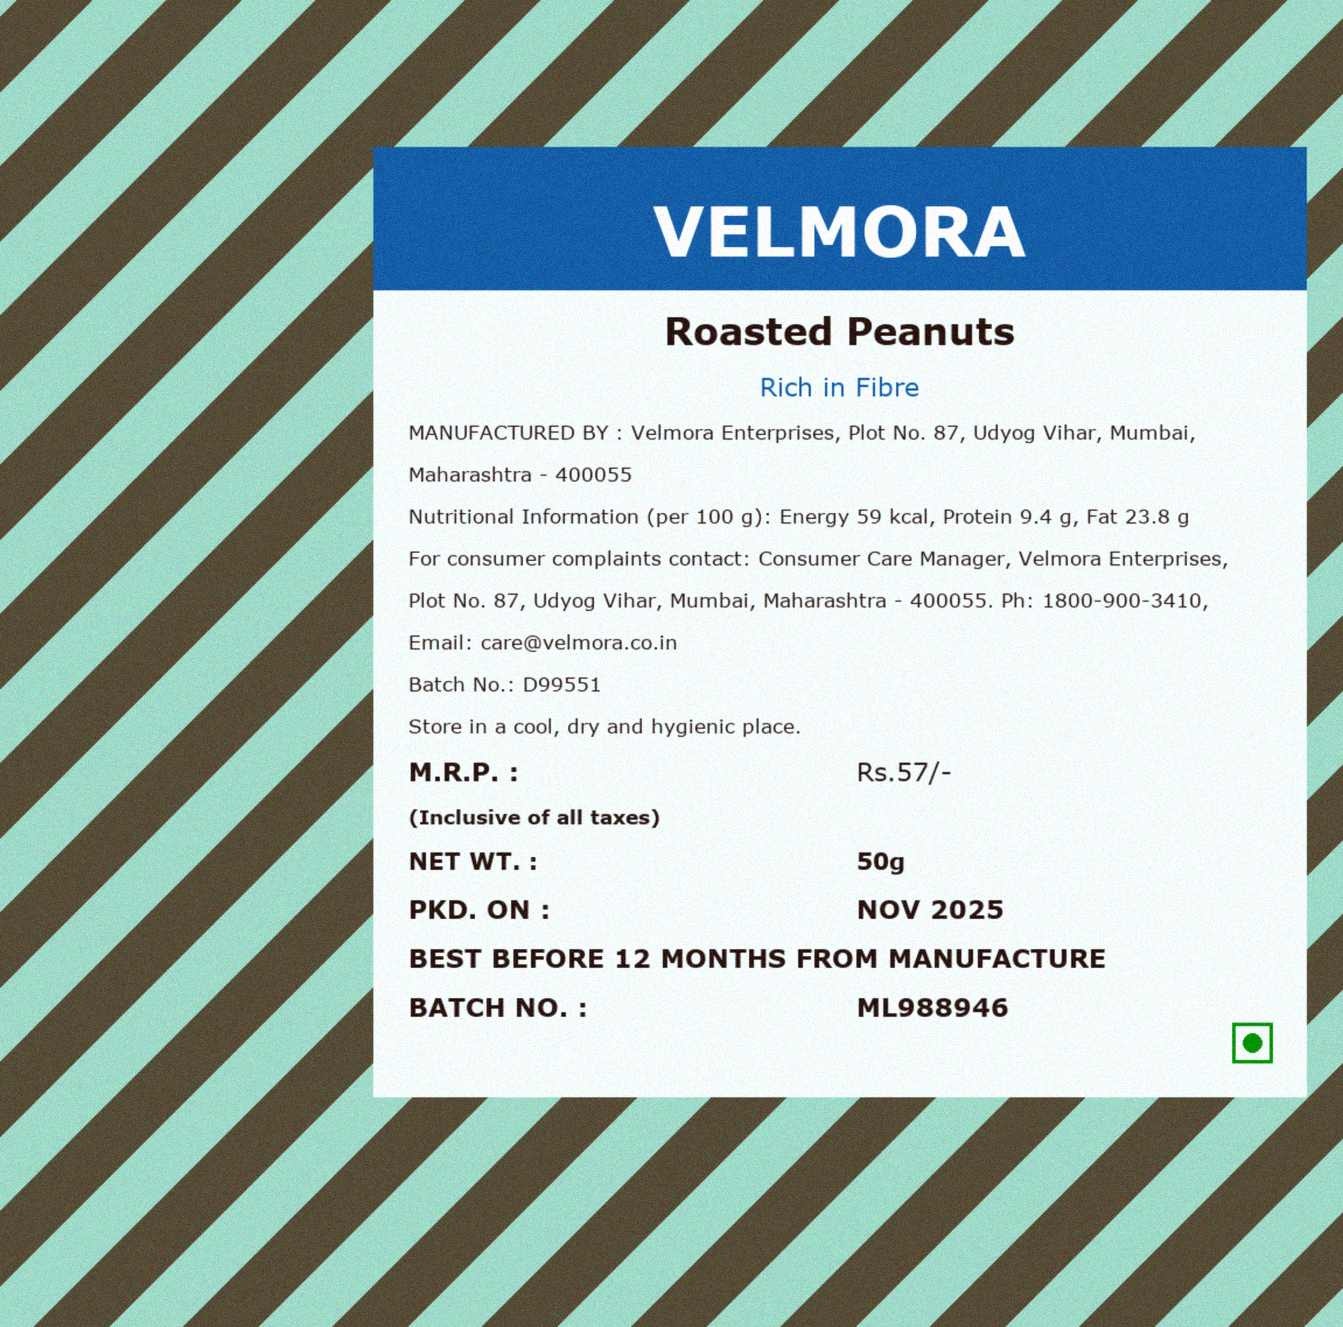 VELMORA
Roasted Peanuts
Rich in Fibre
MANUFACTURED BY : Velmora Enterprises, Plot No. 87, Udyog Vihar, Mumbai,
Maharashtra - 400055
Nutritional Information (per 100 g): Energy 59 kcal, Protein 9.4 g, Fat 23.8 g
For consumer complaints contact: Consumer Care Manager, Velmora Enterprises,
Plot No. 87, Udyog Vihar, Mumbai, Maharashtra - 400055. Ph: 1800-900-3410,
Email: care@velmora.co.in
Batch No.: D99551
Store in a cool, dry and hygienic place.
M.R.P. : Rs.57/-
(Inclusive of all taxes)
NET WT. : 50g
PKD. ON : NOV 2025
BEST BEFORE 12 MONTHS FROM MANUFACTURE
BATCH NO. : ML988946